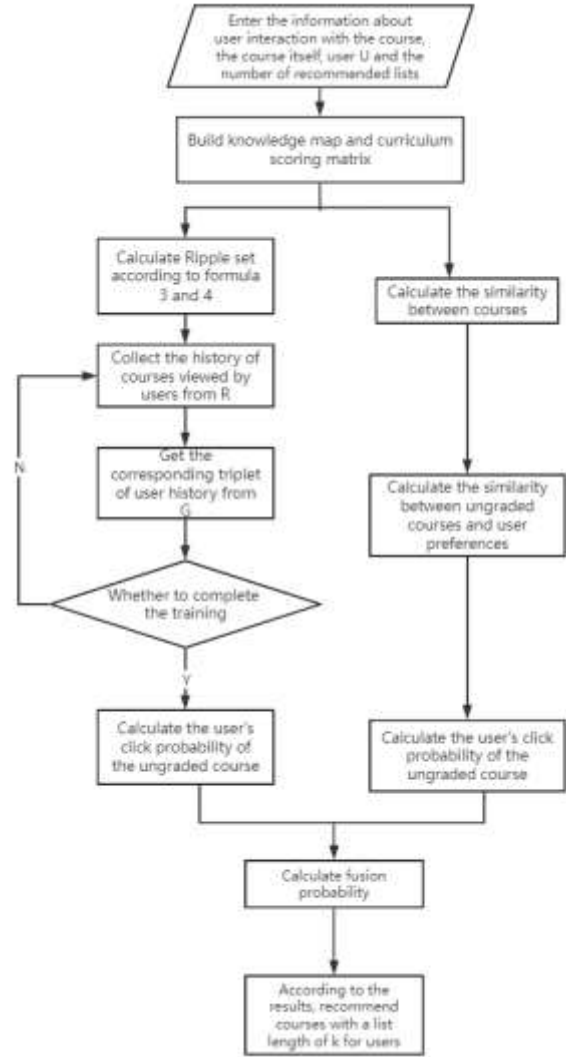 Enter the information about
user interaction with the course,
the course itself, user U and the
number of recommended lists
Build knowledge map and curriculum
scoring matrix
Calculate Ripple set
according to formula
3 and 4
Collect the history of
courses viewed by
users from R
Get the
corresponding triplet
of user history from
G
N
Whether to complete
the training
Y
Calculate the user's
click probability of
the ungraded course
Calculate the similarity
between courses
Calculate the similarity
between ungraded
courses and user
preferences
Calculate the user's click
probability of the
ungraded course
Calculate fusion
probability
According to the
results, recommend
courses with a list
length of k for users